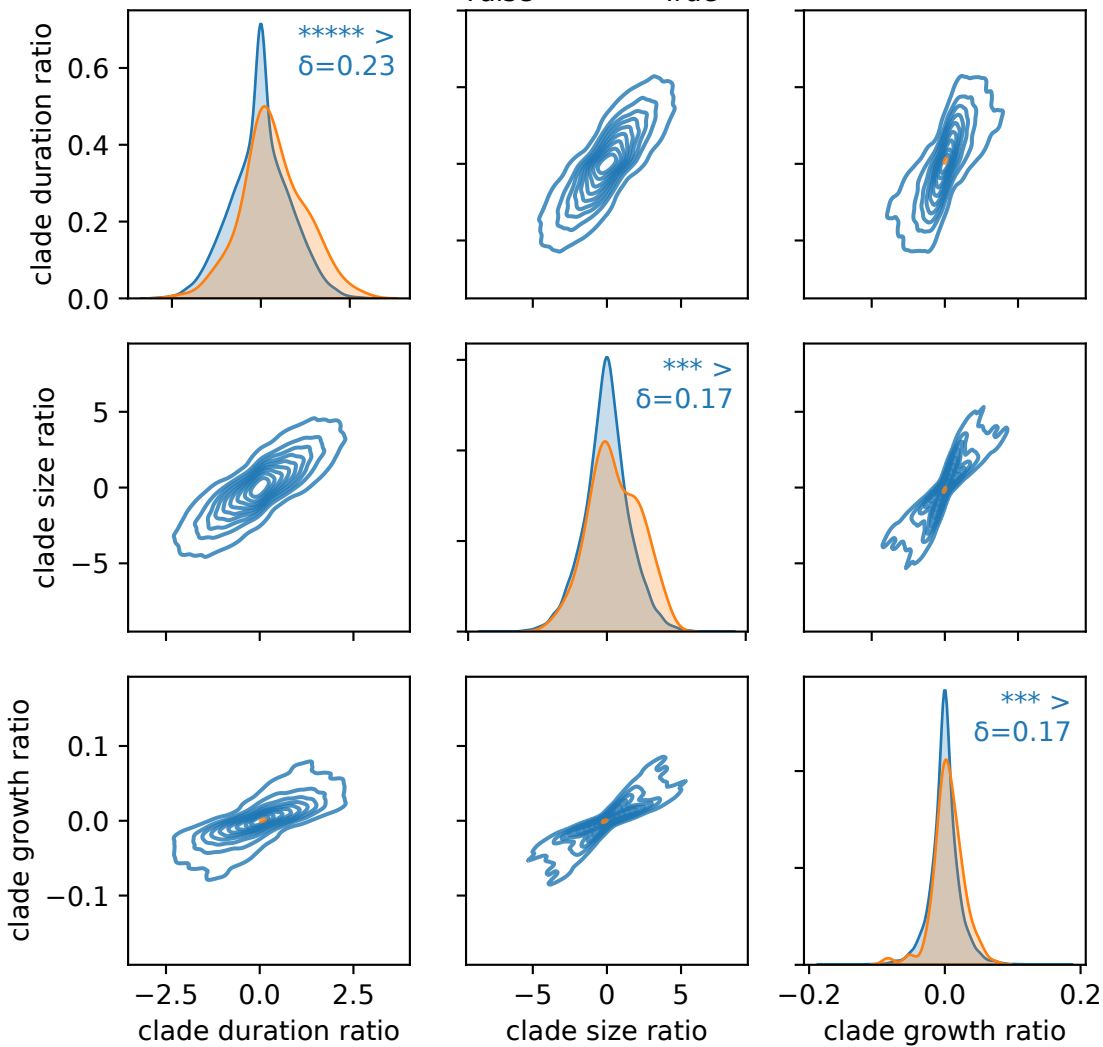 ***** >
δ=0.23
clade duration ratio
0.6
0.4
0.2
0.0
*** >
δ=0.17
clade size ratio
5
0
−5
*** >
δ=0.17
clade growth ratio
0.1
0.0
−0.1
−2.5 0.0 2.5
−5 0 5
−0.2 0.0 0.2
clade duration ratio
clade size ratio
clade growth ratio